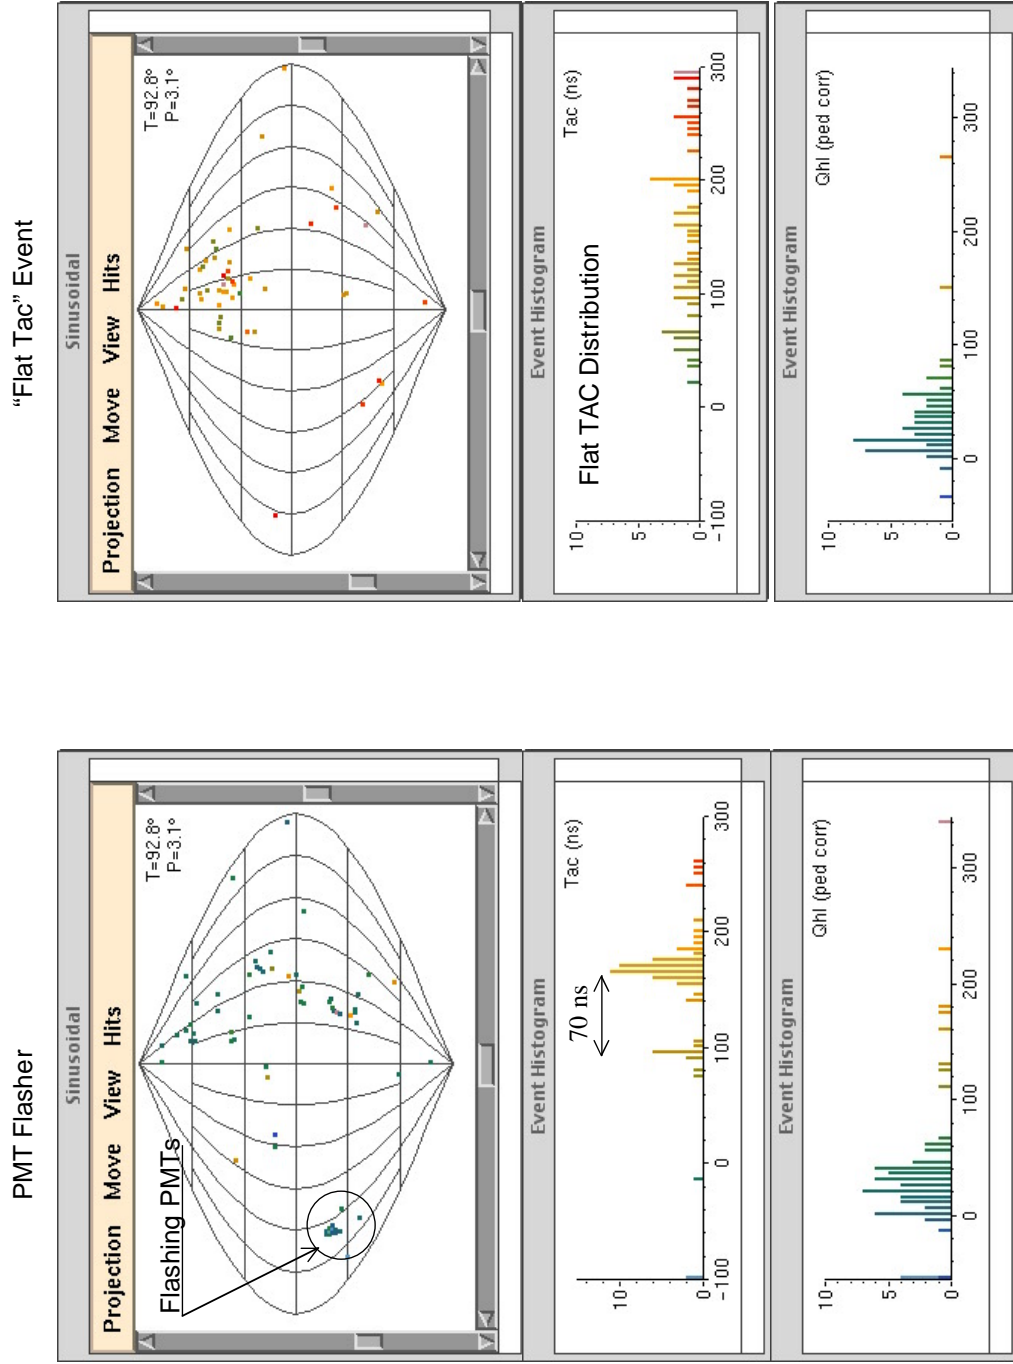 PMT Flasher
Sinusoidal
Projection Move View Hits
T=92.8°
P=3.1°
Flashing PMTs
Event Histogram
Tac (ns)
70 ns
10
5
0
-100 0 100 200 300
Event Histogram
Qhl (ped corr)
10
5
0
0 100 200 300
“Flat Tac” Event
Sinusoidal
Projection Move View Hits
T=92.8°
P=3.1°
Event Histogram
Tac (ns)
Flat TAC Distribution
10
5
0
-100 0 100 200 300
Event Histogram
Qhl (ped corr)
10
5
0
0 100 200 300